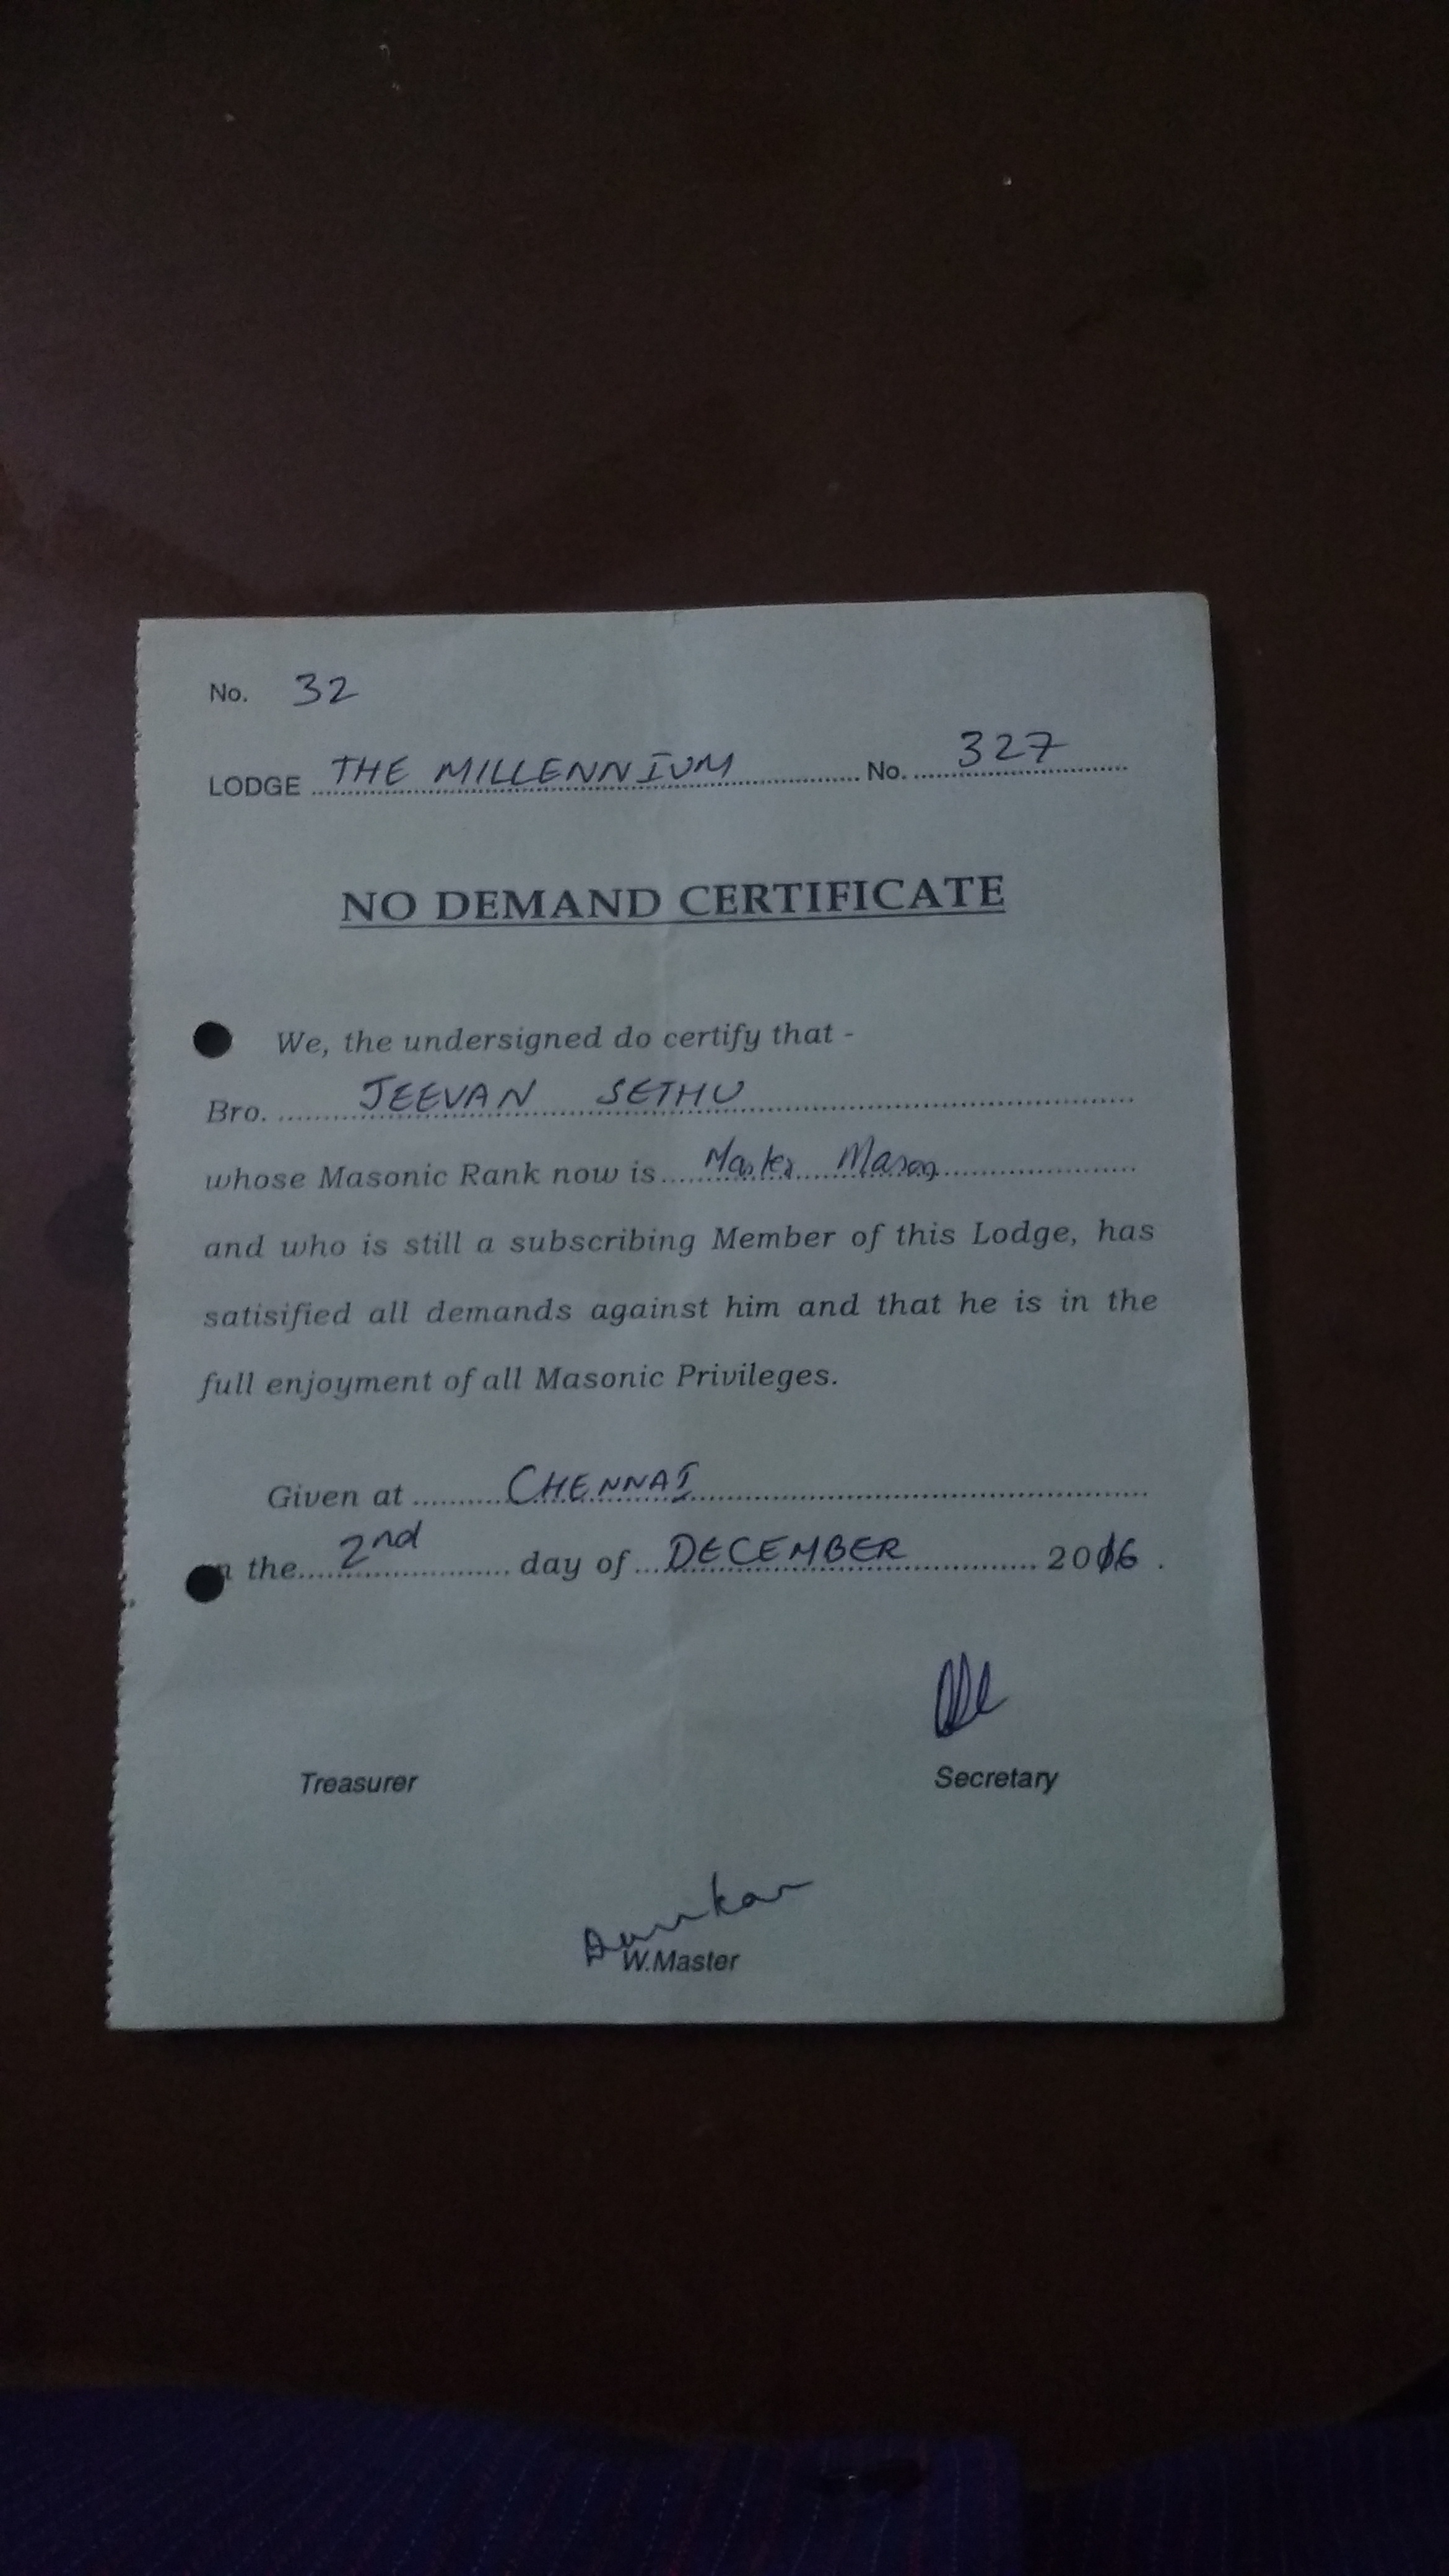 No. 32
LODGE THE MILLENNIUM No. 327
NO DEMAND CERTIFICATE
We, the undersigned do certify that -
Bro. JEEVAN SETHU
whose Masonic Rank now is Master Mason
and who is still a subscribing Member of this Lodge, has
satisified all demands against him and that he is in the
full enjoyment of all Masonic Privileges.
Given at CHENNAI
the 2nd day of DECEMBER 2016 .
Treasurer Secretary
W.Master